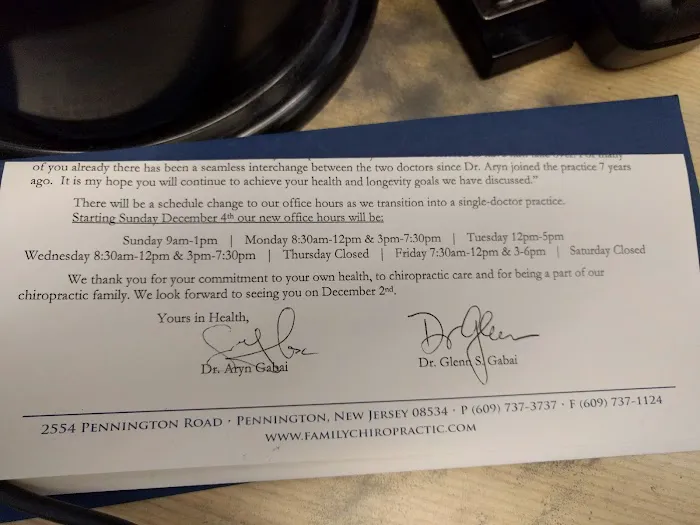 many
of you already there has been a seamless interchange between the two doctors since Dr. Aryn joined the practice 7 years
ago. It is my hope you will continue to achieve your health and longevity goals we have discussed."
There will be a schedule change to our office hours as we transition into a single-doctor practice.
Starting Sunday December 4th our new office hours will be:
Sunday 9am-1pm | Monday 8:30am-12pm & 3pm-7:30pm | Tuesday 12pm-5pm
Wednesday 8:30am-12pm & 3pm-7:30pm | Thursday Closed | Friday 7:30am-12pm & 3-6pm | Saturday Closed
We thank you for your commitment to your own health, to chiropractic care and for being a part of our
chiropractic family. We look forward to seeing you on December 2nd.
Yours in Health,
Dr Glenn
Dr. Aryn Gabai Dr. Glenn S. Gabai
2554 Pennington Road · Pennington, New Jersey 08534 · P (609) 737-3737 · F (609) 737-1124
www.familychiropractic.com